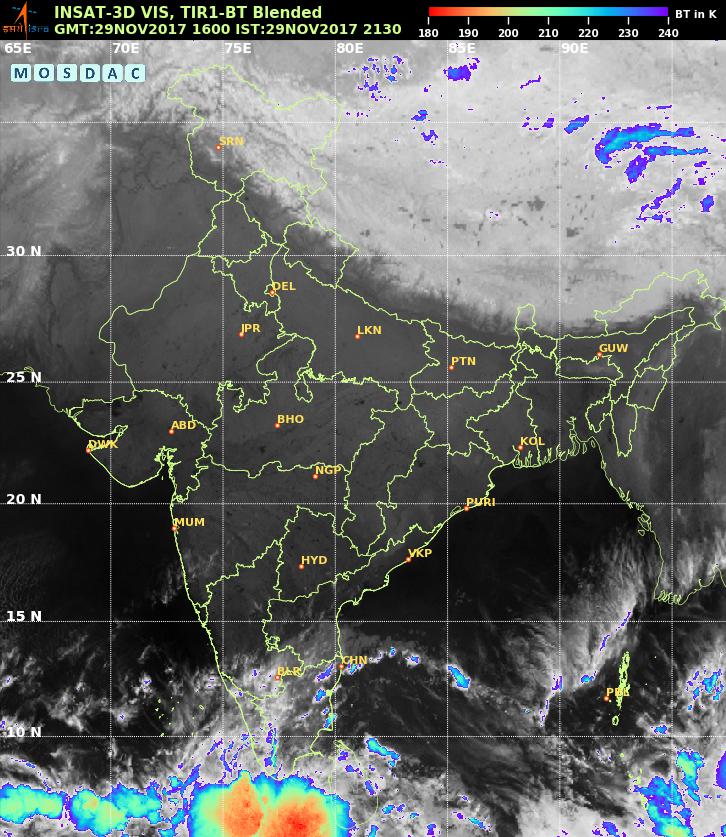 INSAT-3D VIS, TIR1-BT Blended
GMT:29NOV2017 1600 IST:29NOV2017 2130
BT in K
180 190 200 210 220 230 240
65E 70E 75E 80E 85E 90E
M O S D A C
SRN
30 N
DEL
JPR LKN
GUW
PTN
25 N
ABD BHO
DWK KOL
NGP
20 N PURI
MUM
HYD VKP
15 N
CHN
BLR
PBL
10 N